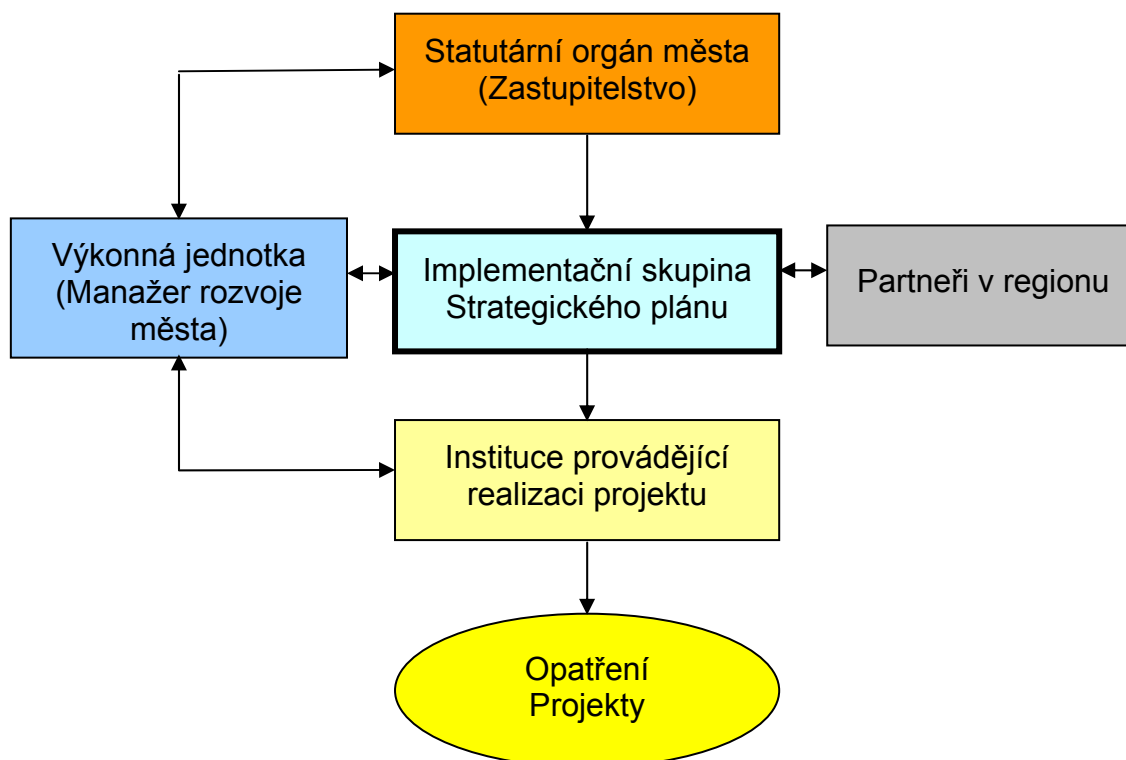 Statutární orgán města
(Zastupitelstvo)
Výkonná jednotka
(Manažer rozvoje
města)
Implementační skupina
Strategického plánu
Partneři v regionu
Instituce provádějící
realizaci projektu
Opatření
Projekty